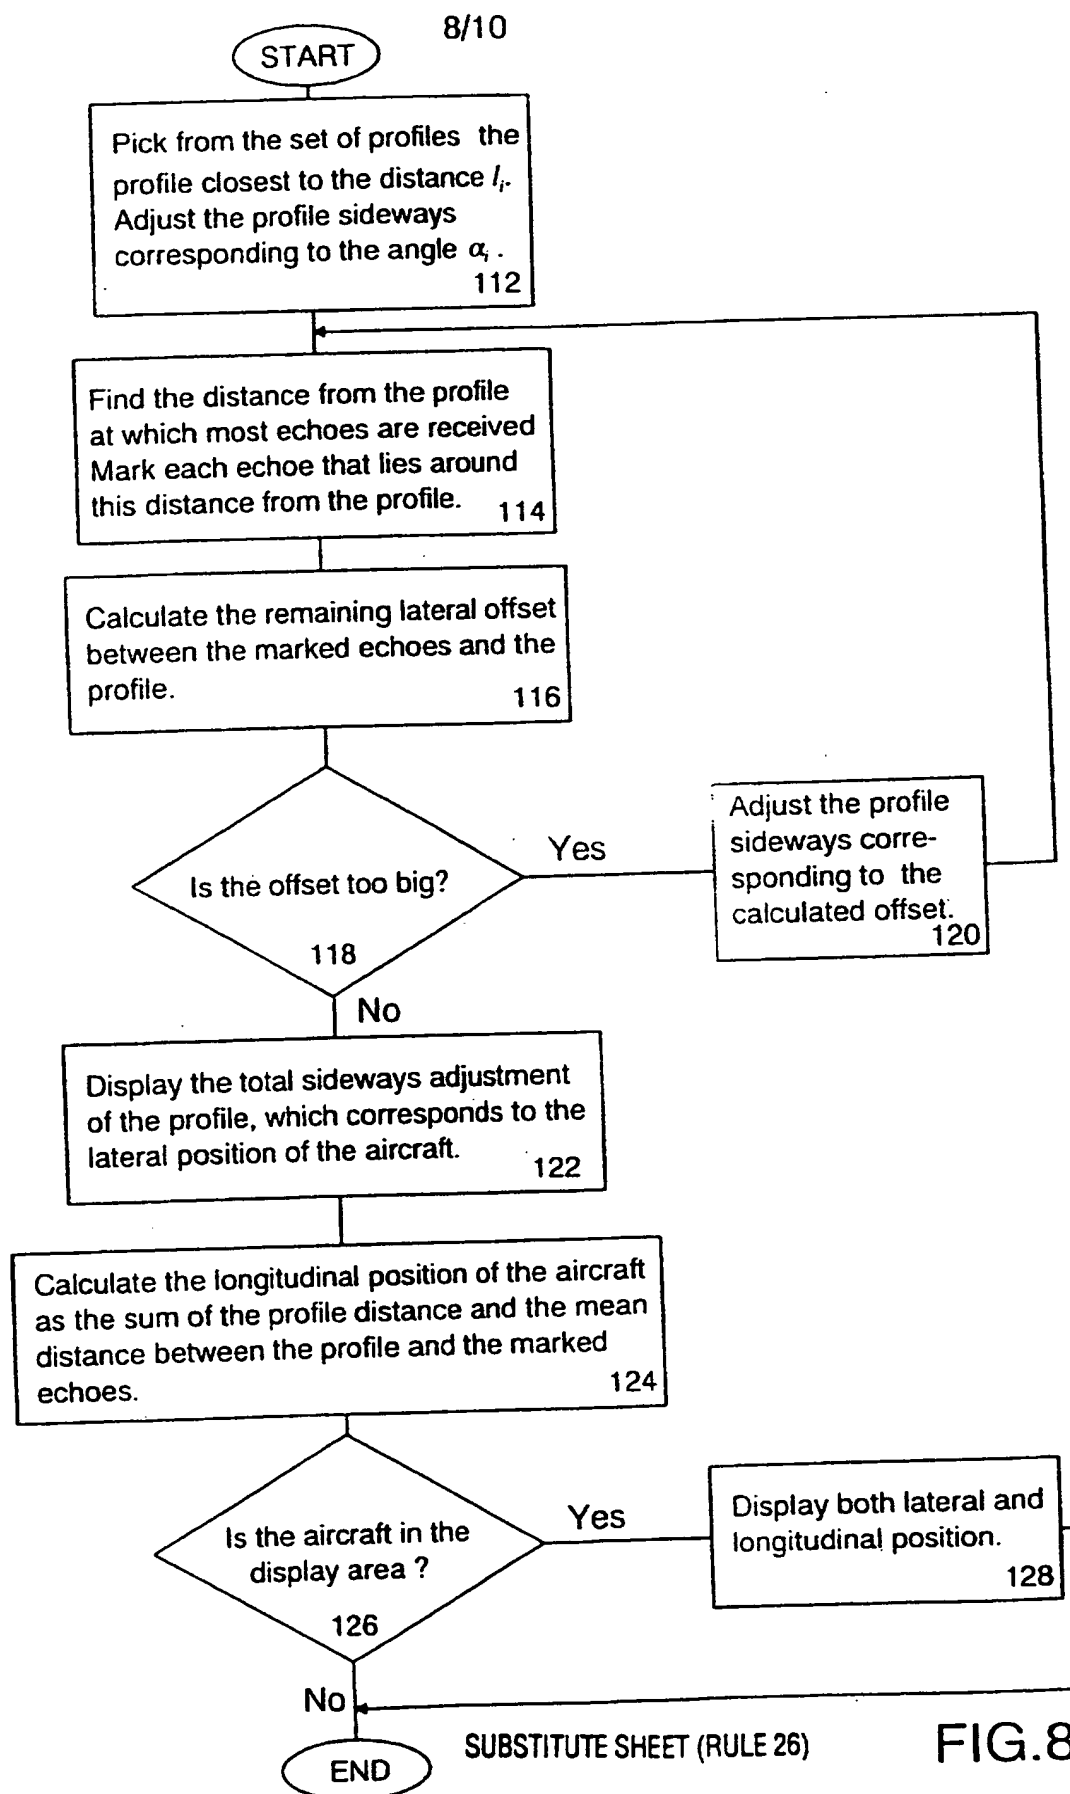 8/10
START
Pick from the set of profiles the
profile closest to the distance lᵢ.
Adjust the profile sideways
corresponding to the angle αᵢ.
112
Find the distance from the profile
at which most echoes are received
Mark each echoe that lies around
this distance from the profile. 114
Calculate the remaining lateral offset
between the marked echoes and the
profile. 116
Is the offset too big?
118
Yes
Adjust the profile
sideways corre-
sponding to the
calculated offset.
120
No
Display the total sideways adjustment
of the profile, which corresponds to the
lateral position of the aircraft.
122
Calculate the longitudinal position of the aircraft
as the sum of the profile distance and the mean
distance between the profile and the marked
echoes. 124
Is the aircraft in the
display area ?
126
Yes
Display both lateral and
longitudinal position.
128
No
END
SUBSTITUTE SHEET (RULE 26)
FIG.8